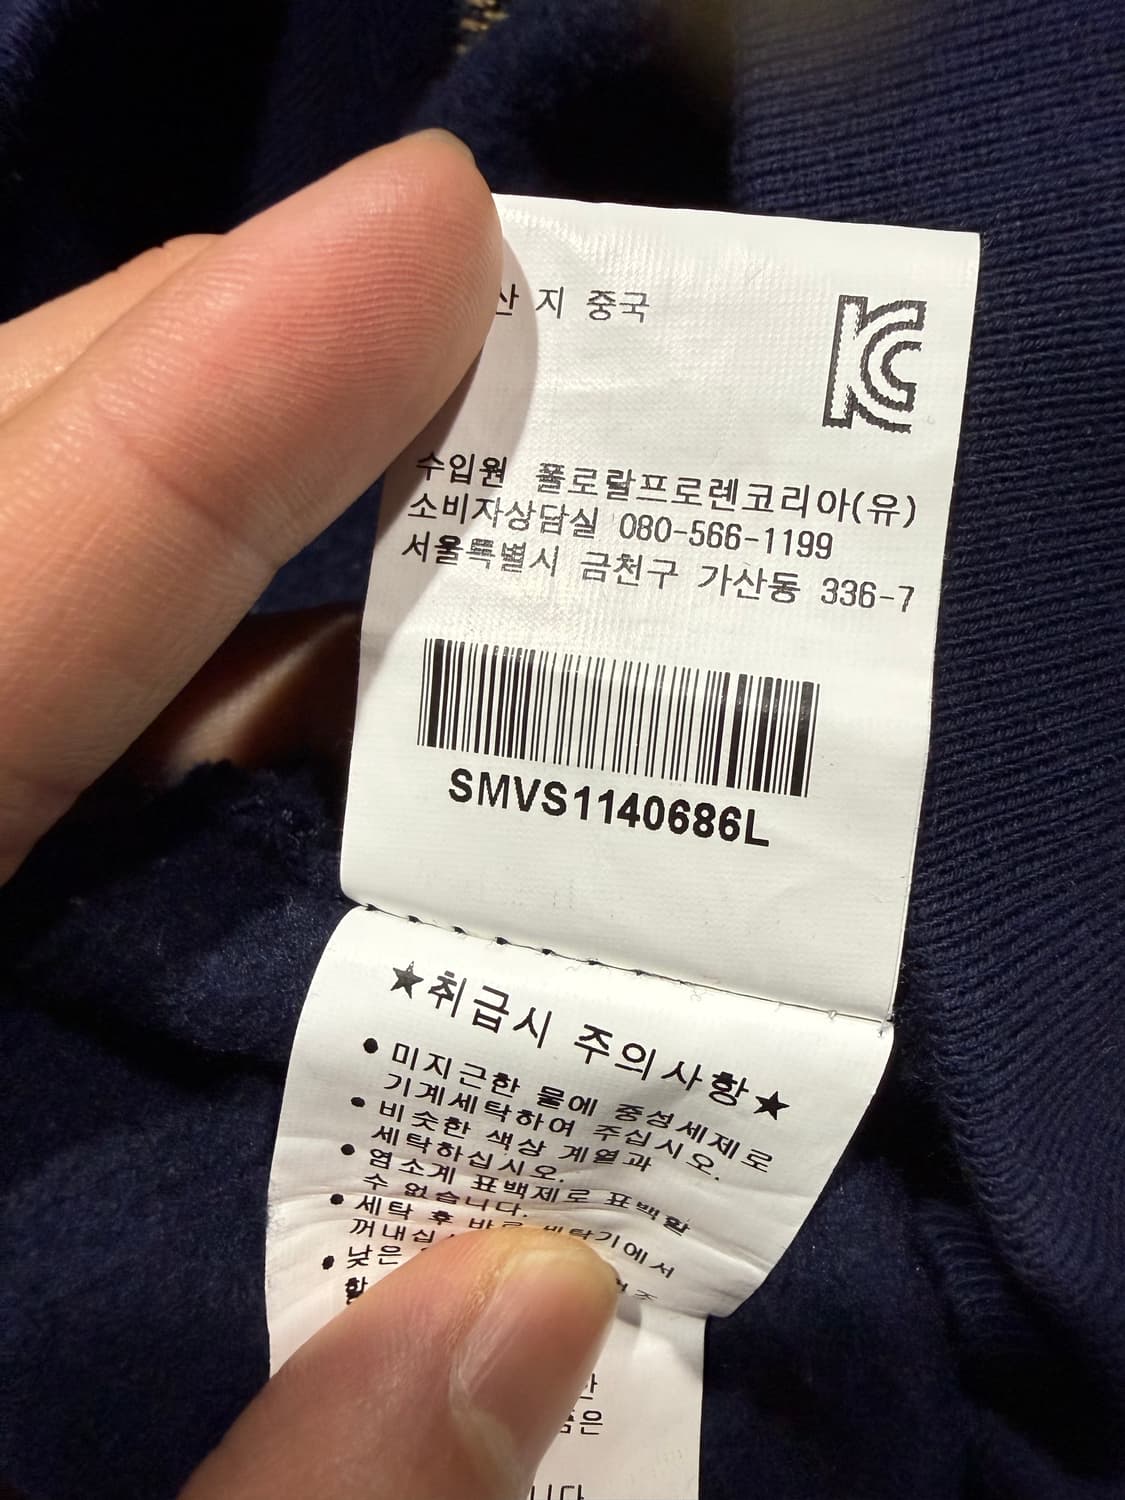 산 지 중국
KC
수입원 폴로랄프로렌코리아(유)
소비자상담실 080-566-1199
서울특별시 금천구 가산동 336-7
SMVS1140686L
★취급시 주의사항★
● 미지근한 물에 중성세제로
기계세탁하여 주십시오.
● 비슷한 색상 계열과
세탁하십시오.
● 염소계 표백제로 표백할
수 없습니다.
● 세탁 후 바로 세탁기에서
꺼내십
● 낮은
할